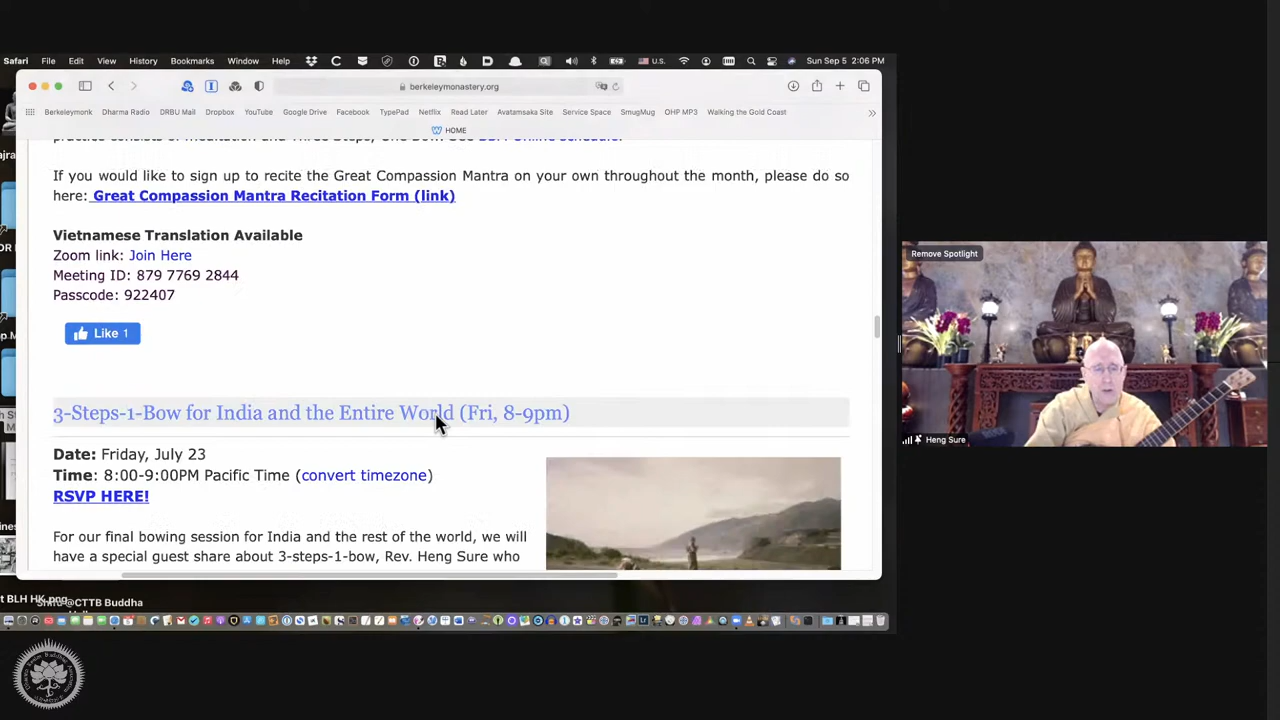 Safari File Edit View History Bookmarks Window Help
U.S.
Sun Sep 5 2:06 PM
berkeleymonastery.org
Berkeleymonk Dharma Radio DRBU Mail Dropbox YouTube Google Drive Facebook TypePad Netflix Read Later Avatamsaka Site Service Space SmugMug OHP MP3 Walking the Gold Coast
HOME
If you would like to sign up to recite the Great Compassion Mantra on your own throughout the month, please do so
here: Great Compassion Mantra Recitation Form (link)
Vietnamese Translation Available
Zoom link: Join Here
Meeting ID: 879 7769 2844
Passcode: 922407
Like 1
3-Steps-1-Bow for India and the Entire World (Fri, 8-9pm)
Date: Friday, July 23
Time: 8:00-9:00PM Pacific Time (convert timezone)
RSVP HERE!
For our final bowing session for India and the rest of the world, we will
have a special guest share about 3-steps-1-bow, Rev. Heng Sure who
BLH HK.png
@CTTB Buddha
Remove Spotlight
Heng Sure